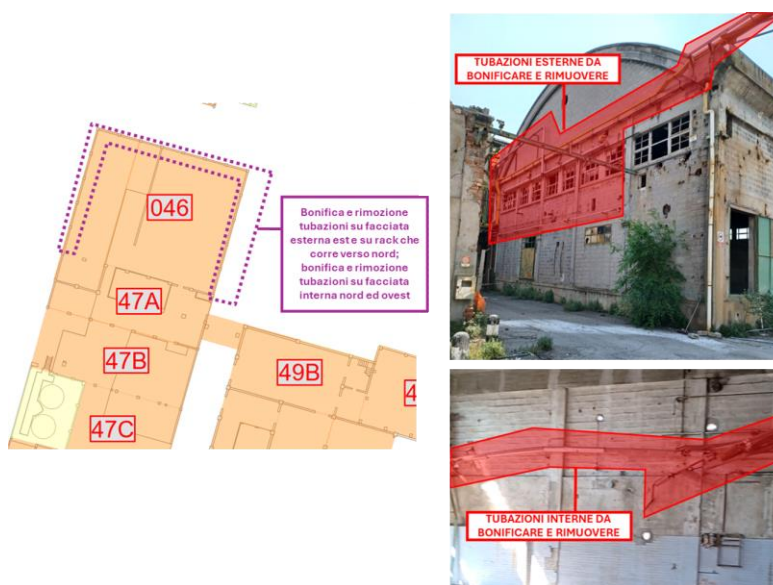 046
47A
47B
47C
49B
4
Bonifica e rimozione
tubazioni su facciata
esterna est e su rack che
corre verso nord;
bonifica e rimozione
tubazioni su facciata
interna nord ed ovest
TUBAZIONI ESTERNE DA
BONIFICARE E RIMUOVERE
TUBAZIONI INTERNE DA
BONIFICARE E RIMUOVERE